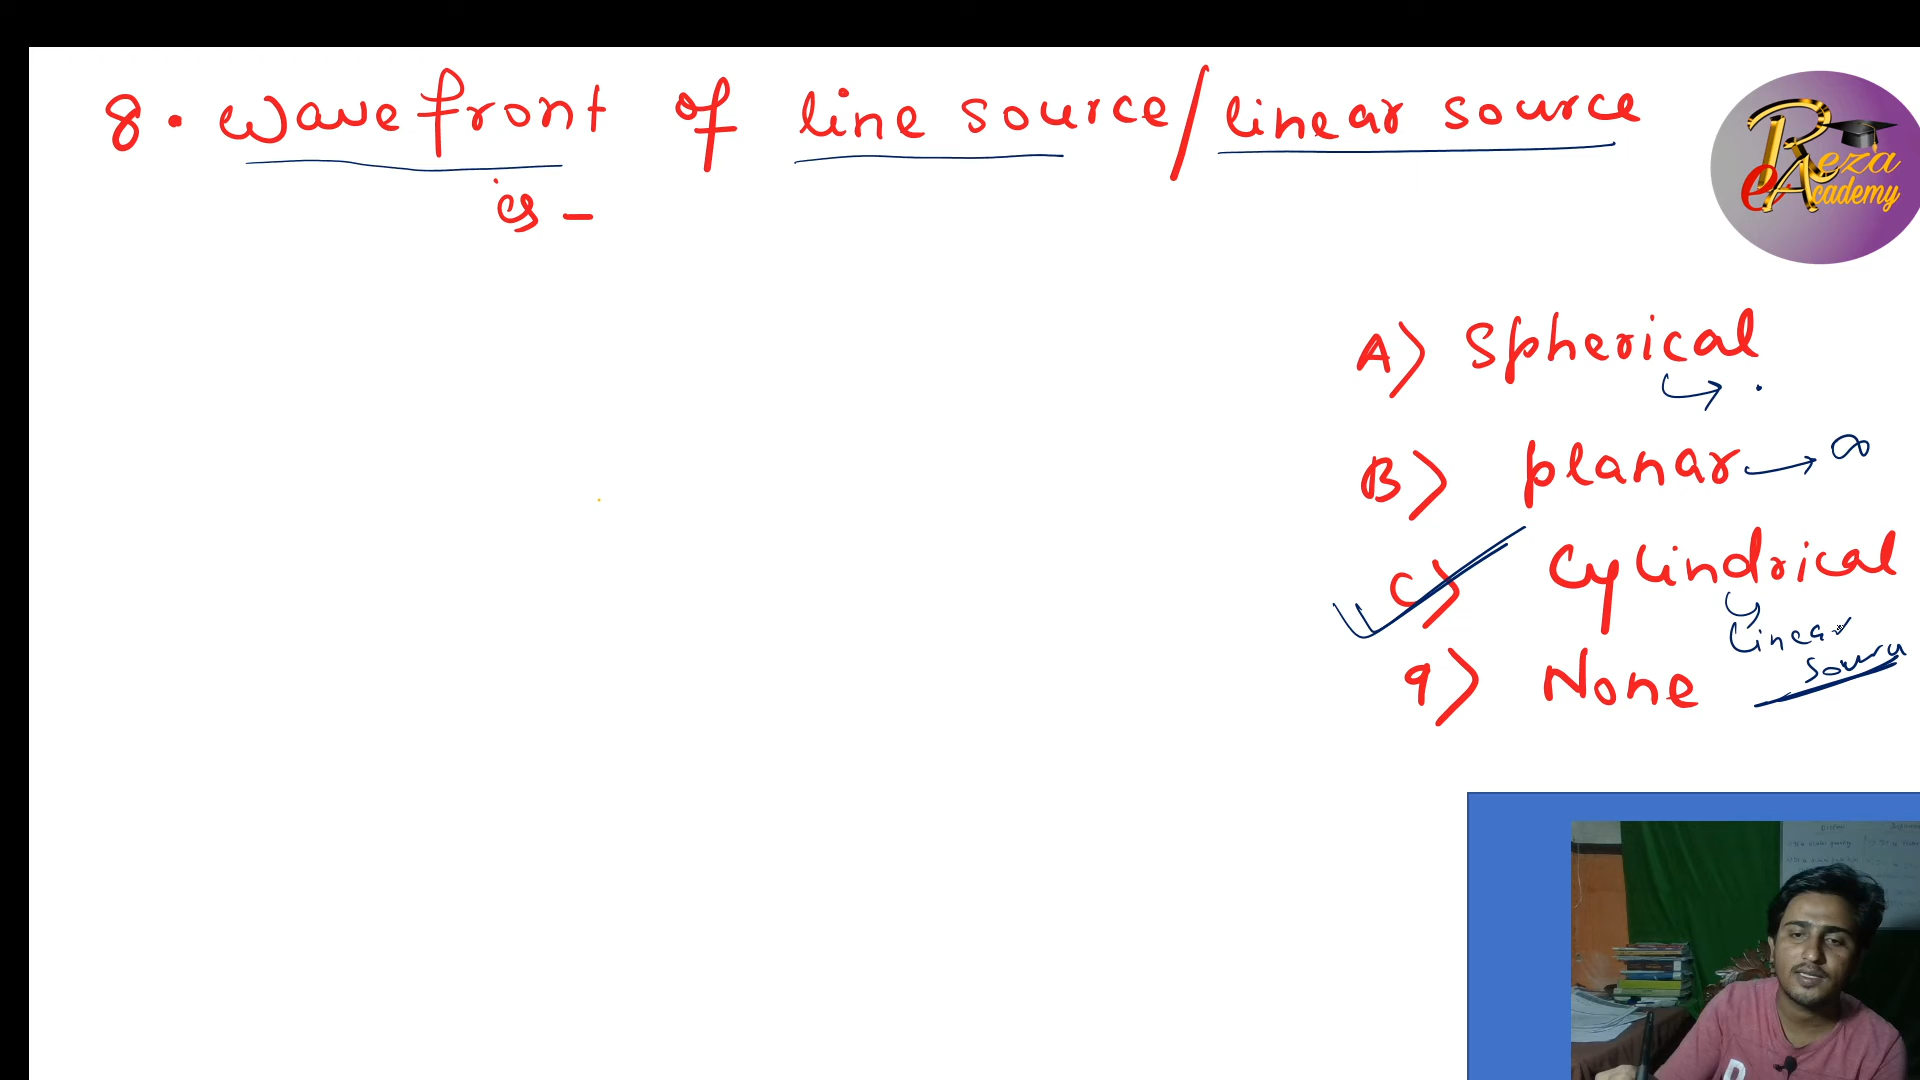 8. wavefront of line source/linear source
is -
Reza
eAcademy
A) Spherical
B) planar → ∞
C) Cylindrical
Linear
source
9) None